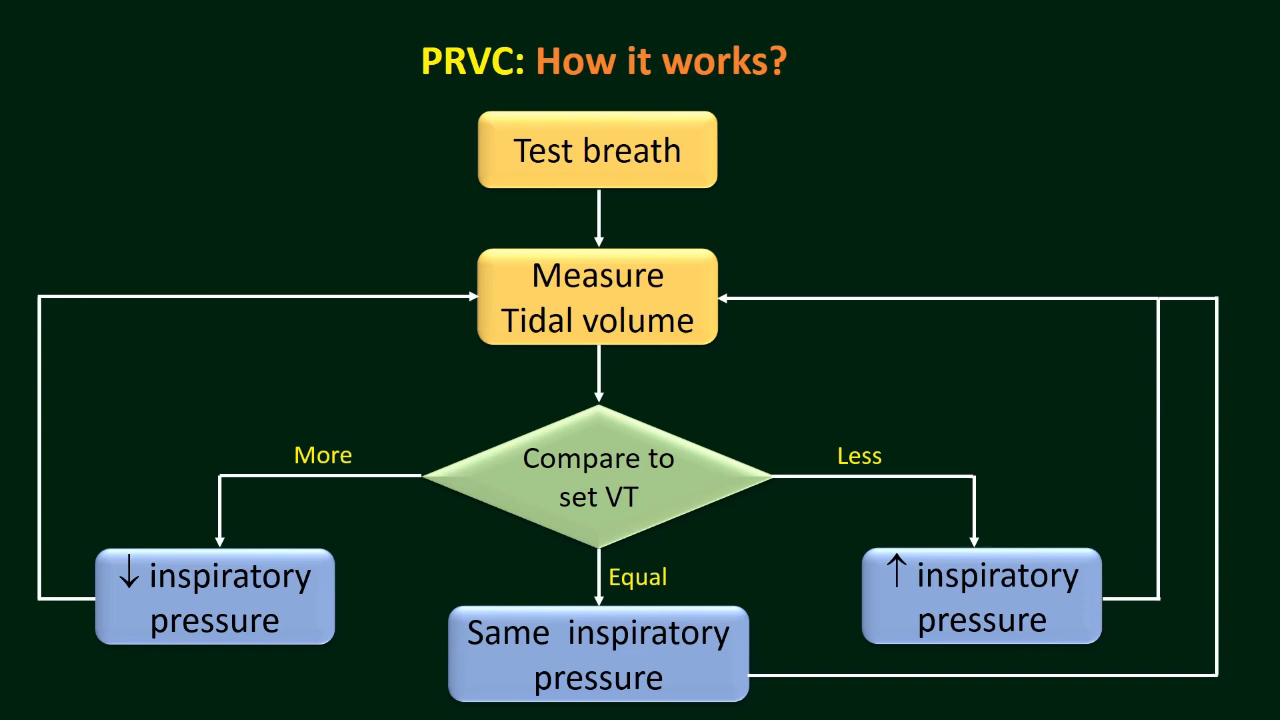 PRVC: How it works?
Test breath
Measure
Tidal volume
More
Compare to
set VT
Less
↓ inspiratory
pressure
Equal
Same inspiratory
pressure
↑ inspiratory
pressure